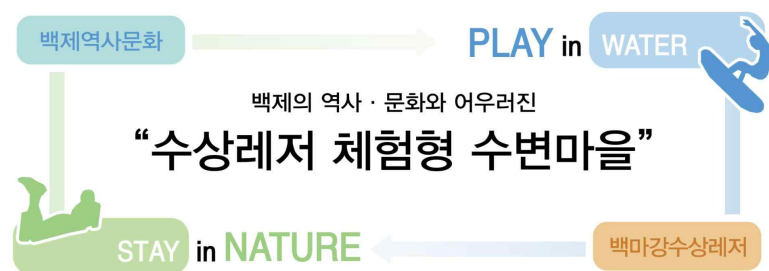 백제역사문화
PLAY in WATER
백제의 역사 · 문화와 어우러진
“수상레저 체험형 수변마을”
STAY in NATURE
백마강수상레저